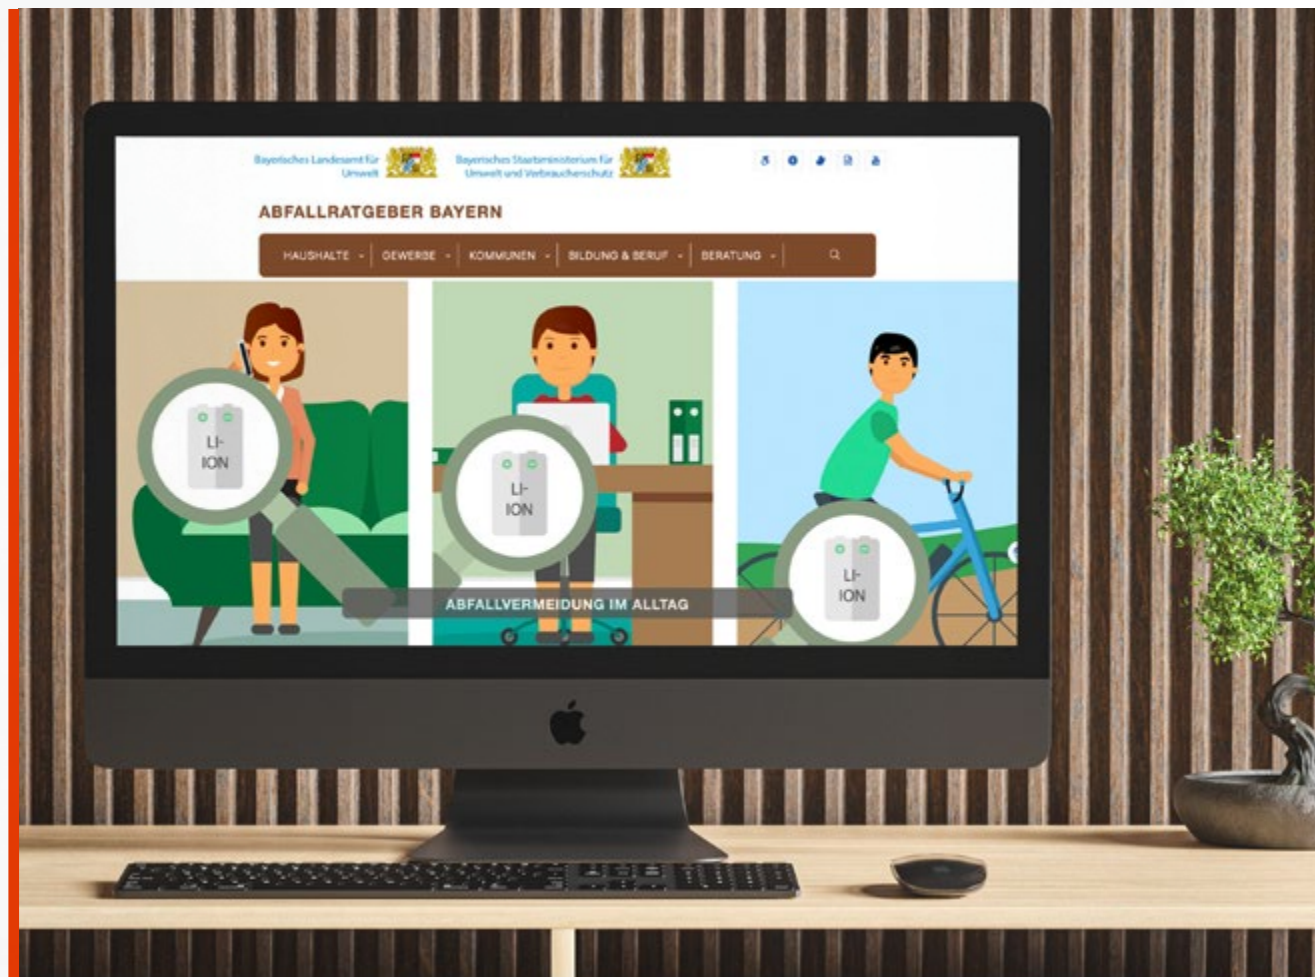 Bayerisches Landesamt für
Umwelt
Bayerisches Staatsministerium für
Umwelt und Verbraucherschutz
ABFALLRATGEBER BAYERN
HAUSHALTE
GEWERBE
KOMMUNEN
BILDUNG & BERUF
BERATUNG
LI-
ION
LI-
ION
LI-
ION
ABFALLVERMEIDUNG IM ALLTAG